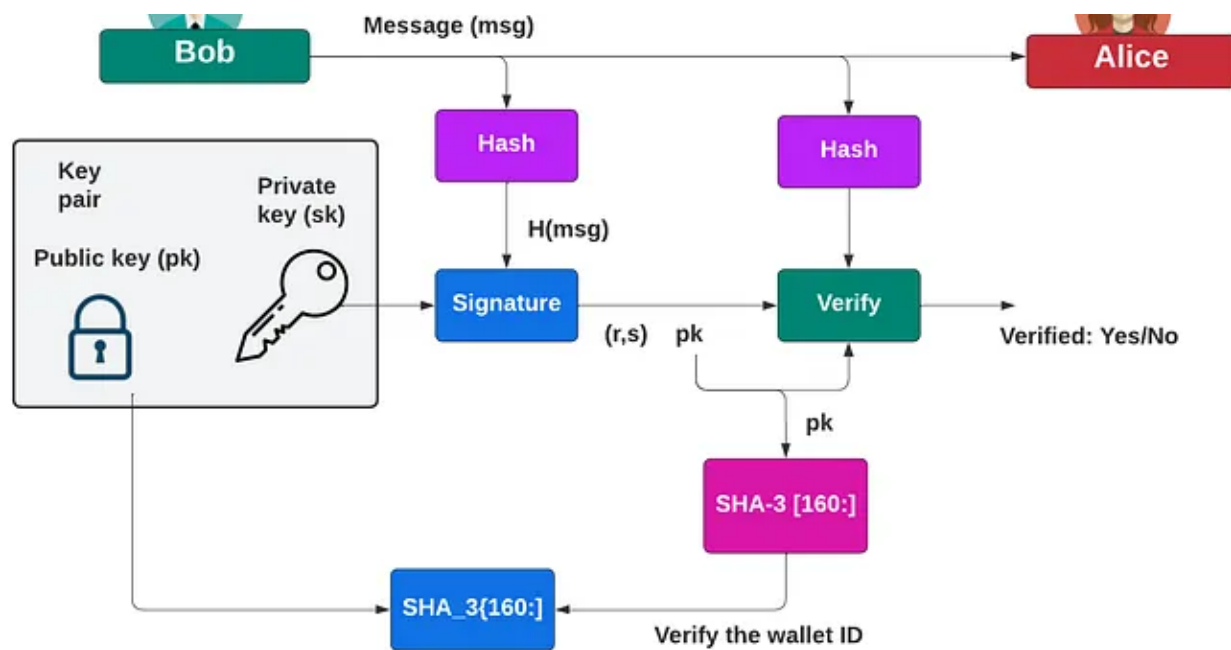 Message (msg)
Bob
Alice
Hash
Hash
Key
pair
Private
key (sk)
H(msg)
Public key (pk)
Signature
Verify
(r,s)
pk
Verified: Yes/No
pk
SHA-3 [160:]
SHA_3{160:]
Verify the wallet ID